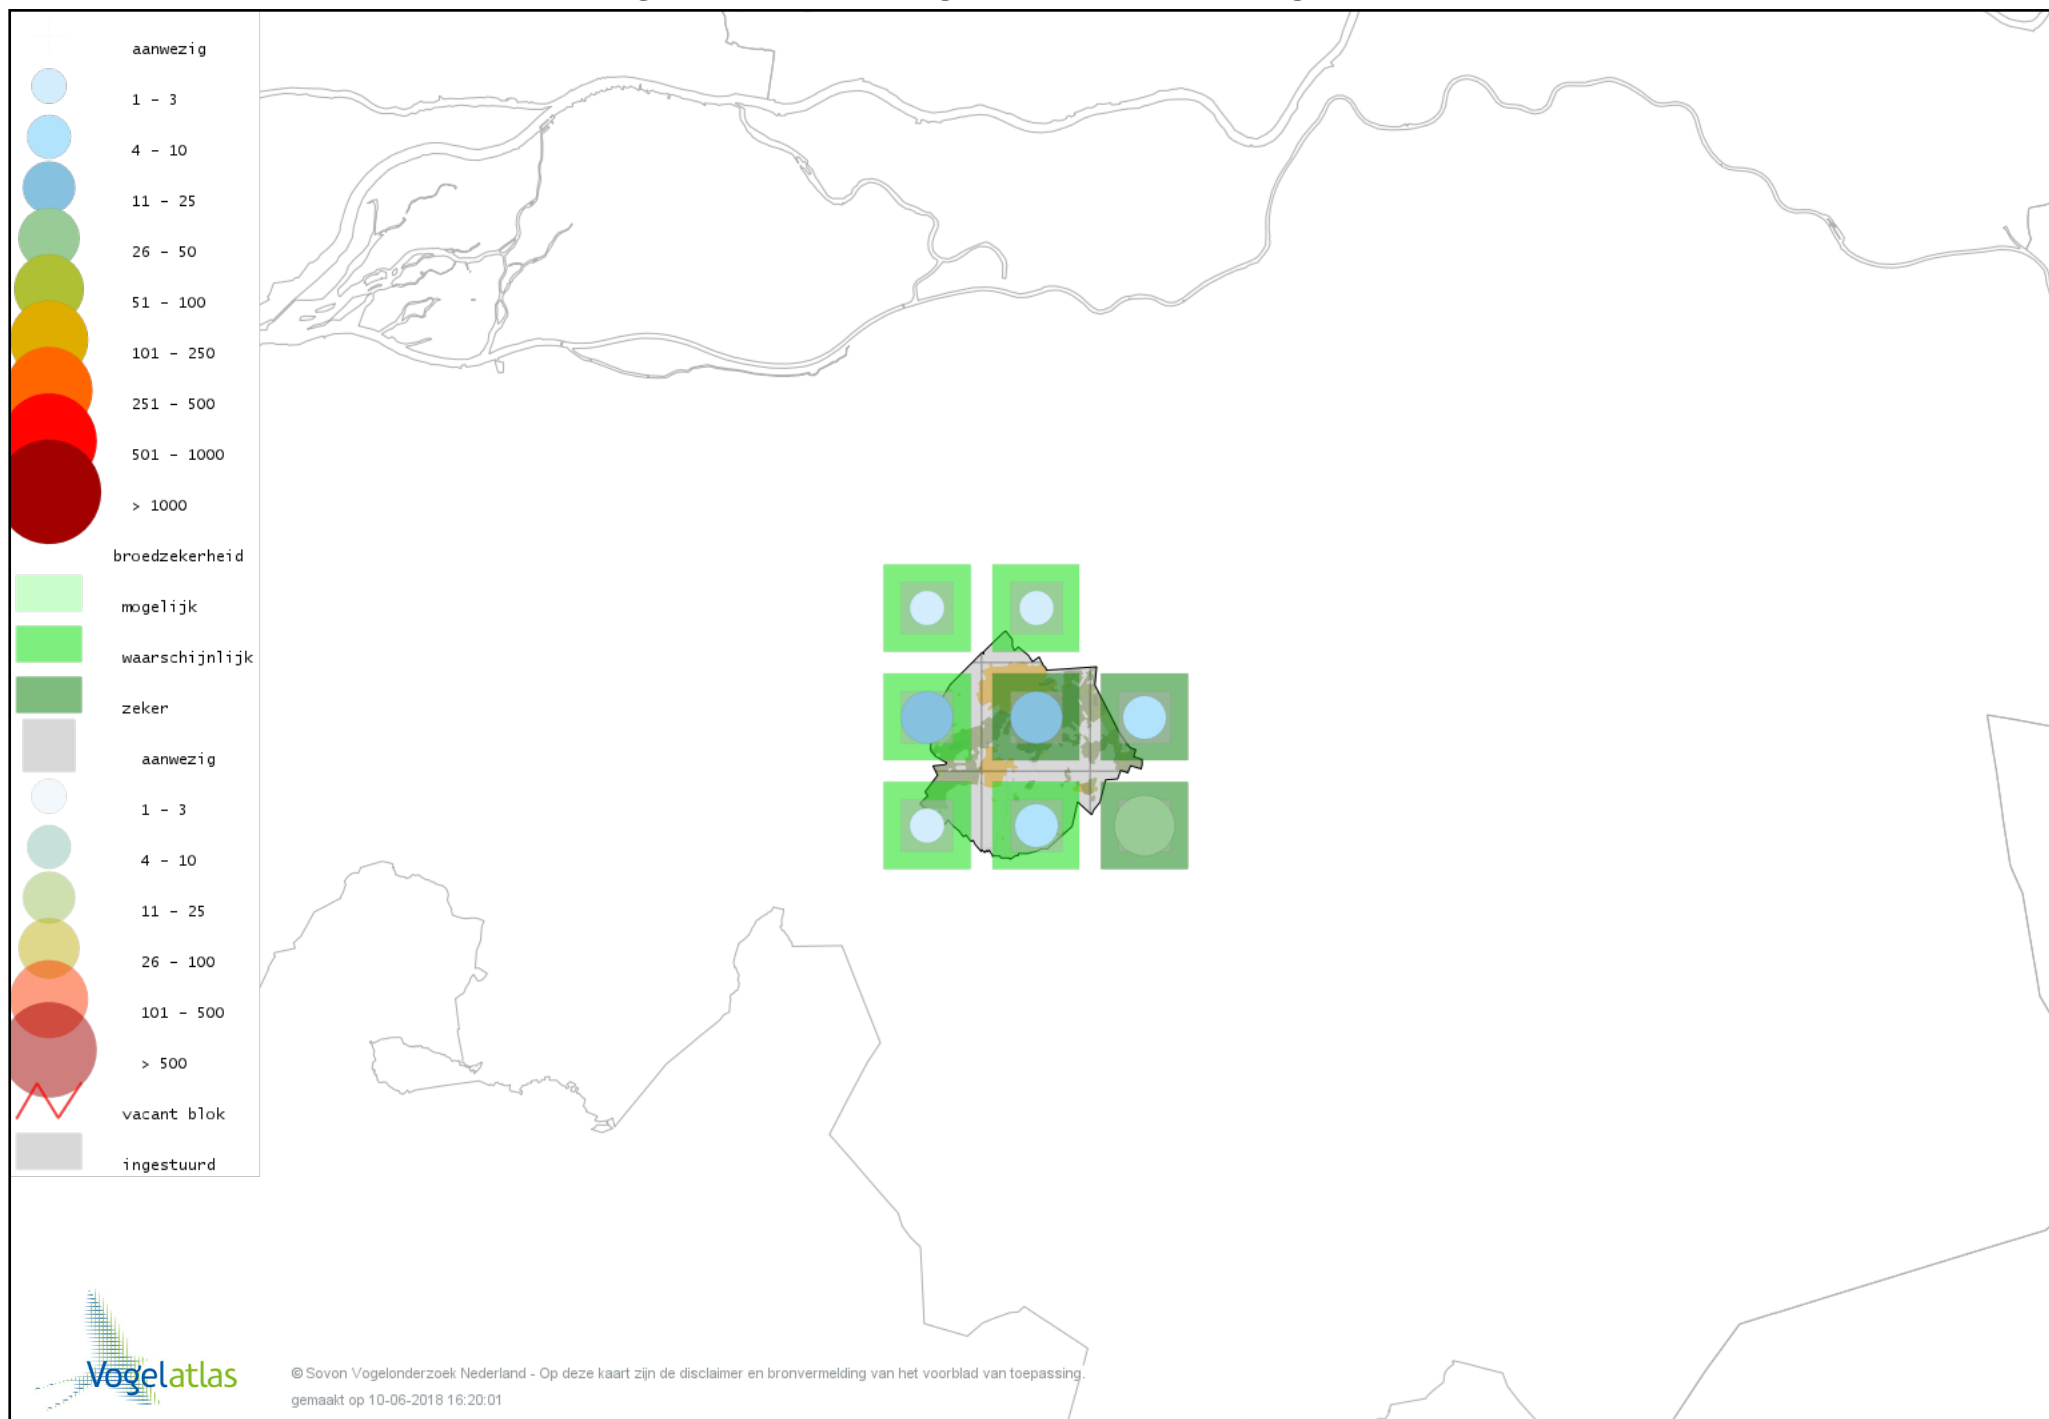 aanwezig
1 - 3
4 - 10
11 - 25
26 - 50
51 - 100
101 - 250
251 - 500
501 - 1000
> 1000
broedzekerheid
mogelijk
waarschijnlijk
zeker
aanwezig
1 - 3
4 - 10
11 - 25
26 - 100
101 - 500
> 500
vacant blok
ingestuurd
Vogelatlas
© Sovon Vogelonderzoek Nederland - Op deze kaart zijn de disclaimer en bronvermelding van het voorblad van toepassing.
gemaakt op 10-06-2018 16:20:01